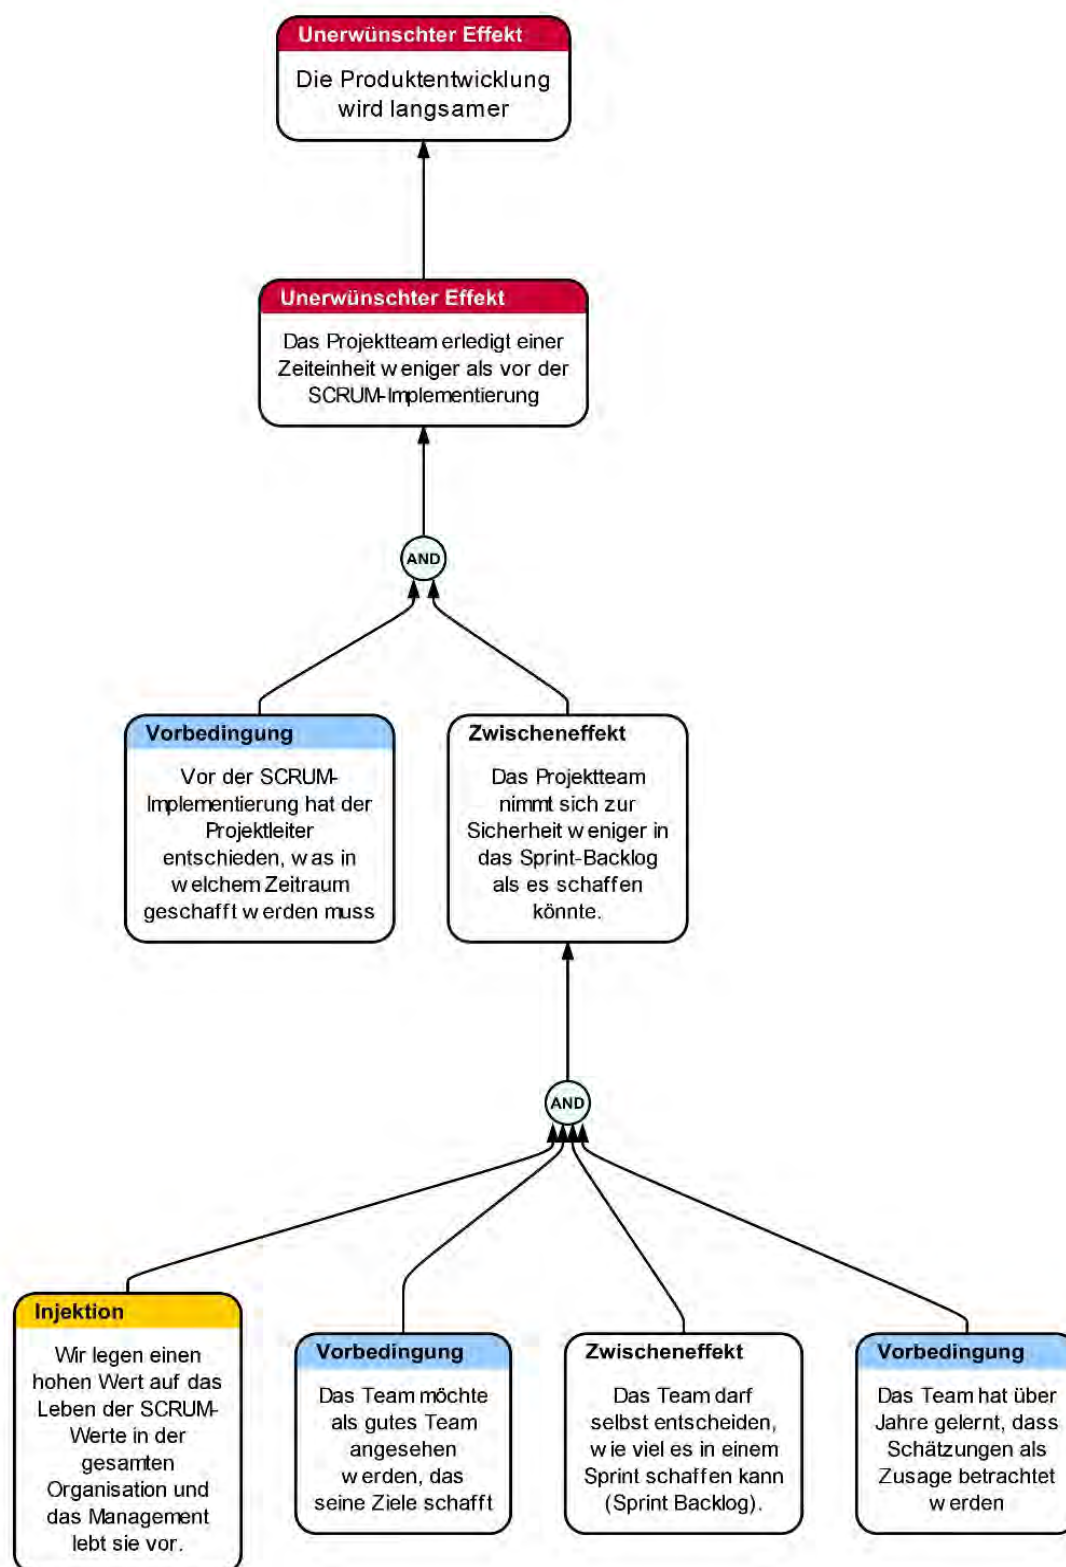 Unerwünschter Effekt
Die Produktentwicklung
wird langsamer
Unerwünschter Effekt
Das Projektteam erledigt einer
Zeiteinheit weniger als vor der
SCRUM-Implementierung
AND
Vorbedingung
Vor der SCRUM-
Implementierung hat der
Projektleiter
entschieden, was in
welchem Zeitraum
geschafft werden muss
Zwischeneffekt
Das Projektteam
nimmt sich zur
Sicherheit weniger in
das Sprint-Backlog
als es schaffen
könnte.
AND
Injektion
Wir legen einen
hohen Wert auf das
Leben der SCRUM-
Werte in der
gesamten
Organisation und
das Management
lebt sie vor.
Vorbedingung
Das Team möchte
als gutes Team
angesehen
werden, das
seine Ziele schafft
Zwischeneffekt
Das Team darf
selbst entscheiden,
wie viel es in einem
Sprint schaffen kann
(Sprint Backlog).
Vorbedingung
Das Team hat über
Jahre gelernt, dass
Schätzungen als
Zusage betrachtet
werden